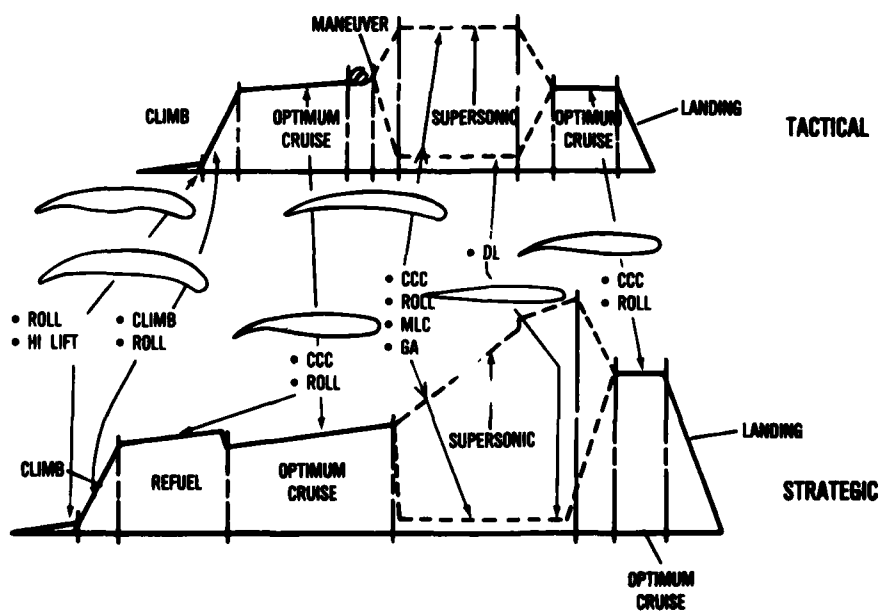 MANEUVER
CLIMB
OPTIMUM
CRUISE
SUPERSONIC
OPTIMUM
CRUISE
LANDING
TACTICAL
• DL
• CCC
• ROLL
• MLC
• GA
• CCC
• ROLL
• ROLL
• HI LIFT
• CLIMB
• ROLL
• CCC
• ROLL
CLIMB
REFUEL
OPTIMUM
CRUISE
SUPERSONIC
LANDING
STRATEGIC
OPTIMUM
CRUISE